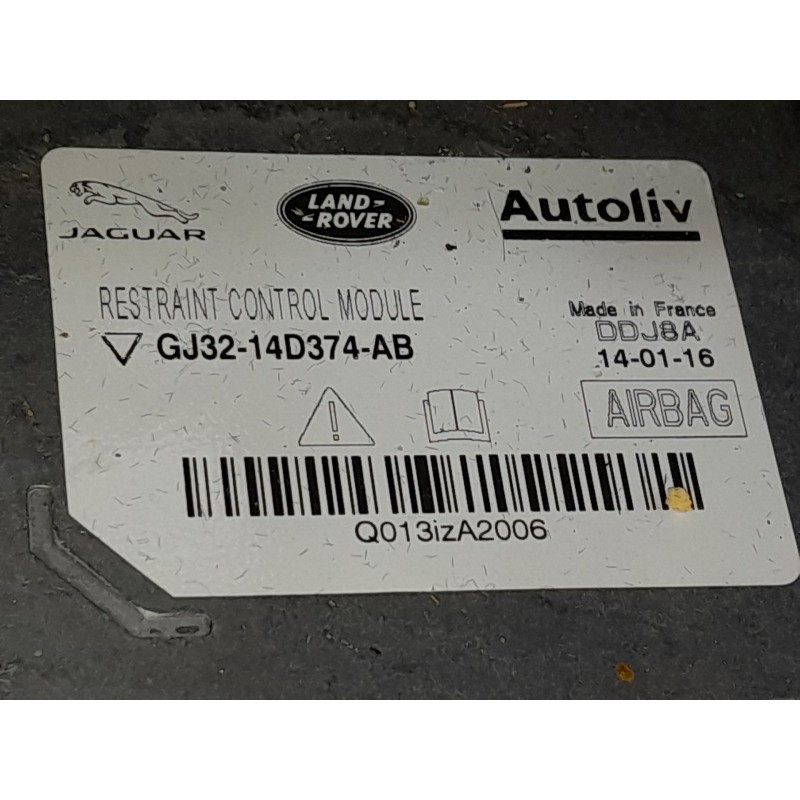 JAGUAR
LAND
ROVER
Autoliv
RESTRAINT CONTROL MODULE
GJ32-14D374-AB
Made in France
DDJ8A
14-01-16
AIRBAG
Q013izA2006